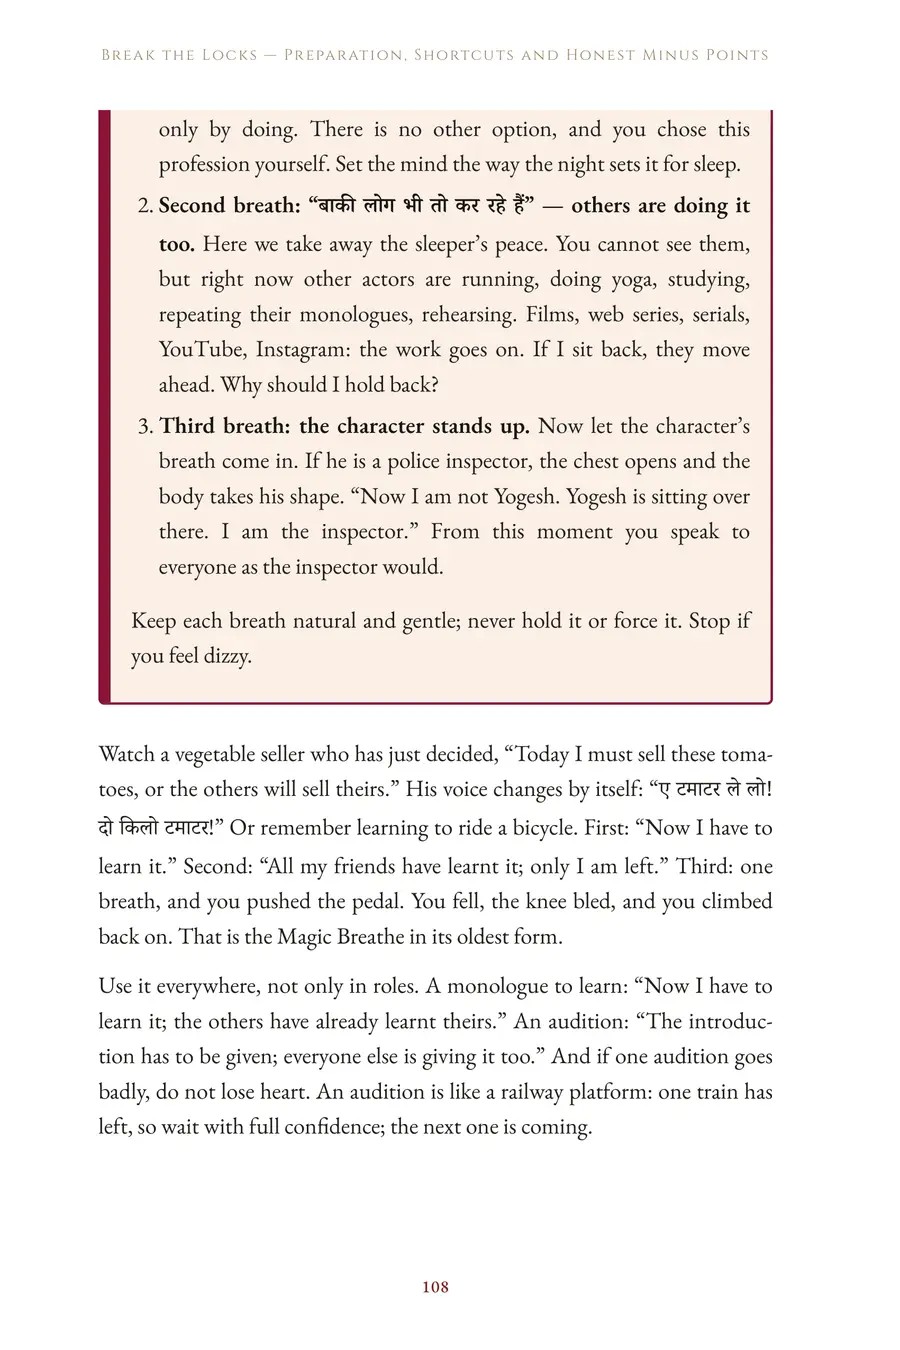 Break the Locks — Preparation, Shortcuts and Honest Minus Points
only by doing. There is no other option, and you chose this
profession yourself. Set the mind the way the night sets it for sleep.
2. Second breath: “बाकी लोग भी तो कर रहे हैं” — others are doing it
too. Here we take away the sleeper’s peace. You cannot see them,
but right now other actors are running, doing yoga, studying,
repeating their monologues, rehearsing. Films, web series, serials,
YouTube, Instagram: the work goes on. If I sit back, they move
ahead. Why should I hold back?
3. Third breath: the character stands up. Now let the character’s
breath come in. If he is a police inspector, the chest opens and the
body takes his shape. “Now I am not Yogesh. Yogesh is sitting over
there. I am the inspector.” From this moment you speak to
everyone as the inspector would.
Keep each breath natural and gentle; never hold it or force it. Stop if
you feel dizzy.
Watch a vegetable seller who has just decided, “Today I must sell these toma-
toes, or the others will sell theirs.” His voice changes by itself: “ए टमाटर ले लो!
दो किलो टमाटर!” Or remember learning to ride a bicycle. First: “Now I have to
learn it.” Second: “All my friends have learnt it; only I am left.” Third: one
breath, and you pushed the pedal. You fell, the knee bled, and you climbed
back on. That is the Magic Breathe in its oldest form.
Use it everywhere, not only in roles. A monologue to learn: “Now I have to
learn it; the others have already learnt theirs.” An audition: “The introduc-
tion has to be given; everyone else is giving it too.” And if one audition goes
badly, do not lose heart. An audition is like a railway platform: one train has
left, so wait with full confidence; the next one is coming.
108